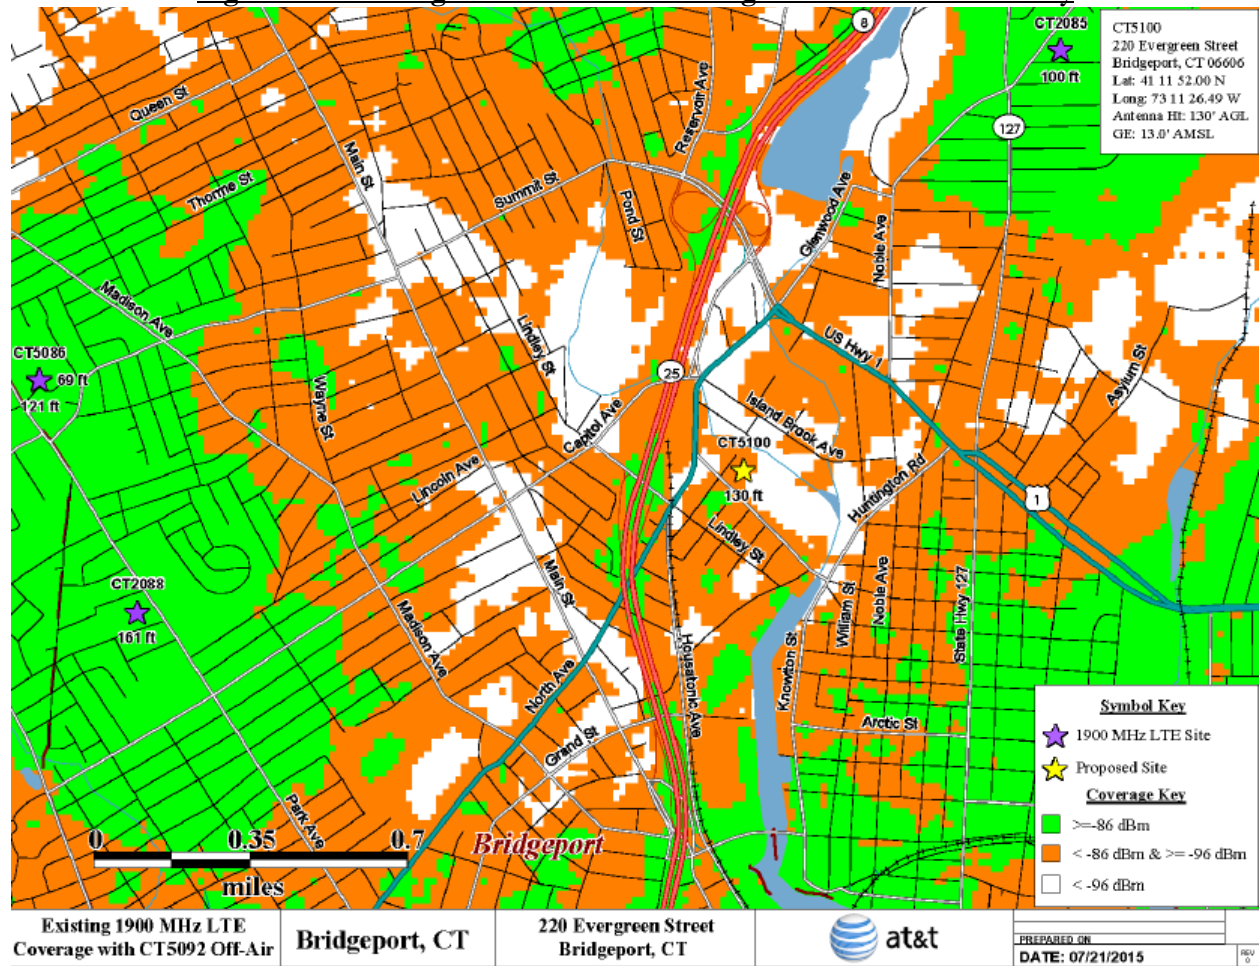 CT2085
100 ft
CT5100
220 Evergreen Street
Bridgeport, CT 06606
Lat: 41 11 52.00 N
Long: 73 11 26.49 W
Antenna Ht: 130' AGL
GE: 13.0' AMSL
8
127
Queen St
Main St
Reservoir Ave
Thorme St
Summit St
Pond St
Glenwood Ave
Noble Ave
Madison Ave
Lindley St
US Hwy 1
CT5086
69 ft
121 ft
25
Asylum St
Wayne St
Capitol Ave
Island Brook Ave
CT5100
130 ft
Lincoln Ave
Huntington Rd
1
Lindley St
CT2088
161 ft
Main St
Madison Ave
William St
Noble Ave
State Hwy 127
North Ave
Housatonic Ave
Knowlton St
Arctic St
Grand St
Park Ave
Bridgeport
0 0.35 0.7
miles
Symbol Key
1900 MHz LTE Site
Proposed Site
Coverage Key
>=-86 dBm
< -86 dBm & >= -96 dBm
< -96 dBm
Existing 1900 MHz LTE
Coverage with CT5092 Off-Air
Bridgeport, CT
220 Evergreen Street
Bridgeport, CT
at&t
PREPARED ON
DATE: 07/21/2015
REV